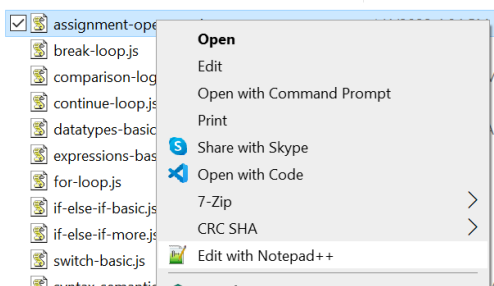 assignment-ope
break-loop.js
comparison-log
continue-loop.js
datatypes-basic
expressions-bas
for-loop.js
if-else-if-basic.js
if-else-if-more.js
switch-basic.js
Open
Edit
Open with Command Prompt
Print
Share with Skype
Open with Code
7-Zip
CRC SHA
Edit with Notepad++